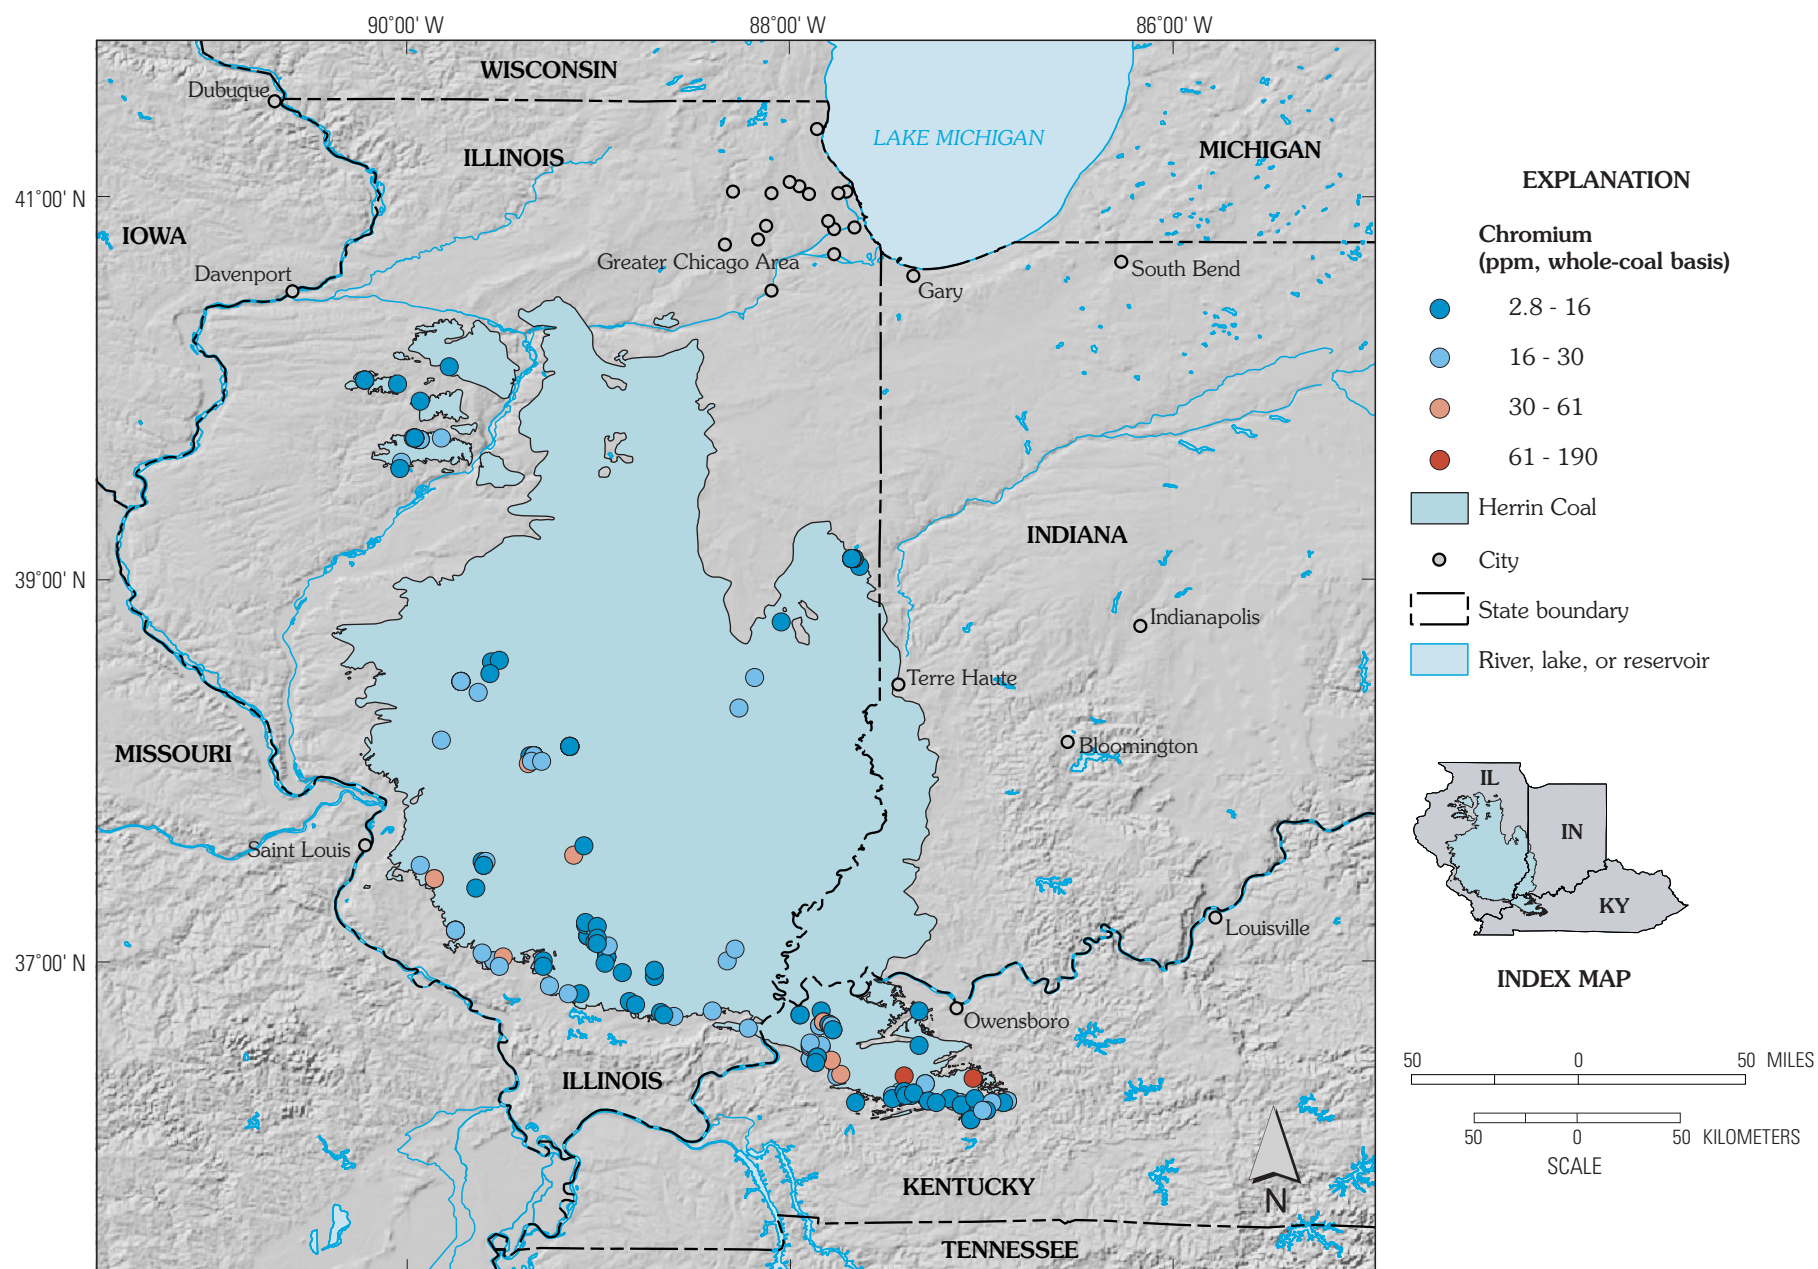 90°00' W
88°00' W
86°00' W
WISCONSIN
Dubuque
LAKE MICHIGAN
MICHIGAN
ILLINOIS
41°00' N
IOWA
Greater Chicago Area
Davenport
South Bend
Gary
INDIANA
39°00' N
Indianapolis
Terre Haute
Bloomington
MISSOURI
Saint Louis
Louisville
37°00' N
Owensboro
ILLINOIS
KENTUCKY
N
TENNESSEE
EXPLANATION
Chromium
(ppm, whole-coal basis)
2.8 - 16
16 - 30
30 - 61
61 - 190
Herrin Coal
City
State boundary
River, lake, or reservoir
IL
IN
KY
INDEX MAP
50 0 50 MILES
50 0 50 KILOMETERS
SCALE